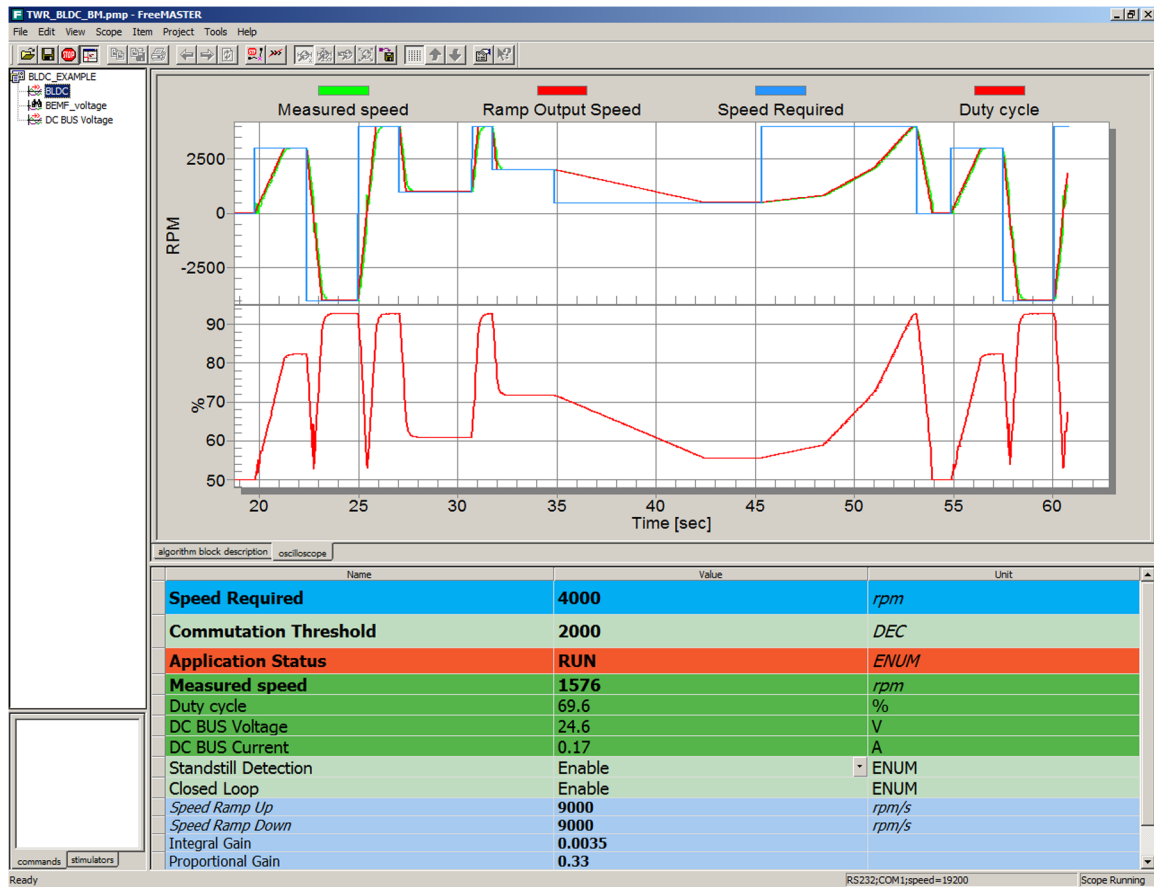 TWR_BLDC_BM.pmp - FreeMASTER
File Edit View Scope Item Project Tools Help
BLDC_EXAMPLE
BLDC
BEMF_voltage
DC BUS Voltage
Measured speed Ramp Output Speed Speed Required Duty cycle
2500
0
-2500
RPM
90
80
70
60
50
%
20 25 30 35 40 45 50 55 60
Time [sec]
algorithm block description oscilloscope
Name Value Unit
Speed Required 4000 rpm
Commutation Threshold 2000 DEC
Application Status RUN ENUM
Measured speed 1576 rpm
Duty cycle 69.6 %
DC BUS Voltage 24.6 V
DC BUS Current 0.17 A
Standstill Detection Enable ENUM
Closed Loop Enable ENUM
Speed Ramp Up 9000 rpm/s
Speed Ramp Down 9000 rpm/s
Integral Gain 0.0035
Proportional Gain 0.33
commands stimulators
Ready RS232;COM1;speed=19200 Scope Running